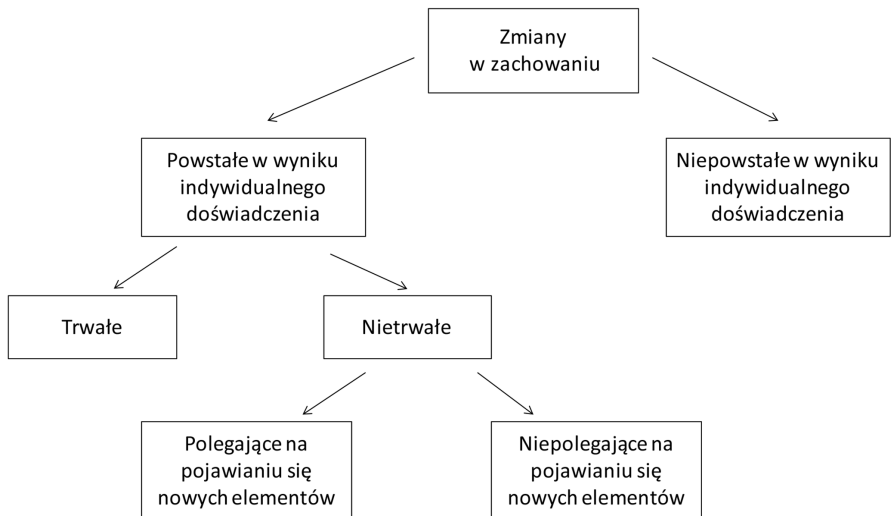 Zmiany
w zachowaniu
Powstałe w wyniku
indywidualnego
doświadczenia
Niepowstałe w wyniku
indywidualnego
doświadczenia
Trwałe
Nietrwałe
Polegające na
pojawianiu się
nowych elementów
Niepolegające na
pojawianiu się
nowych elementów